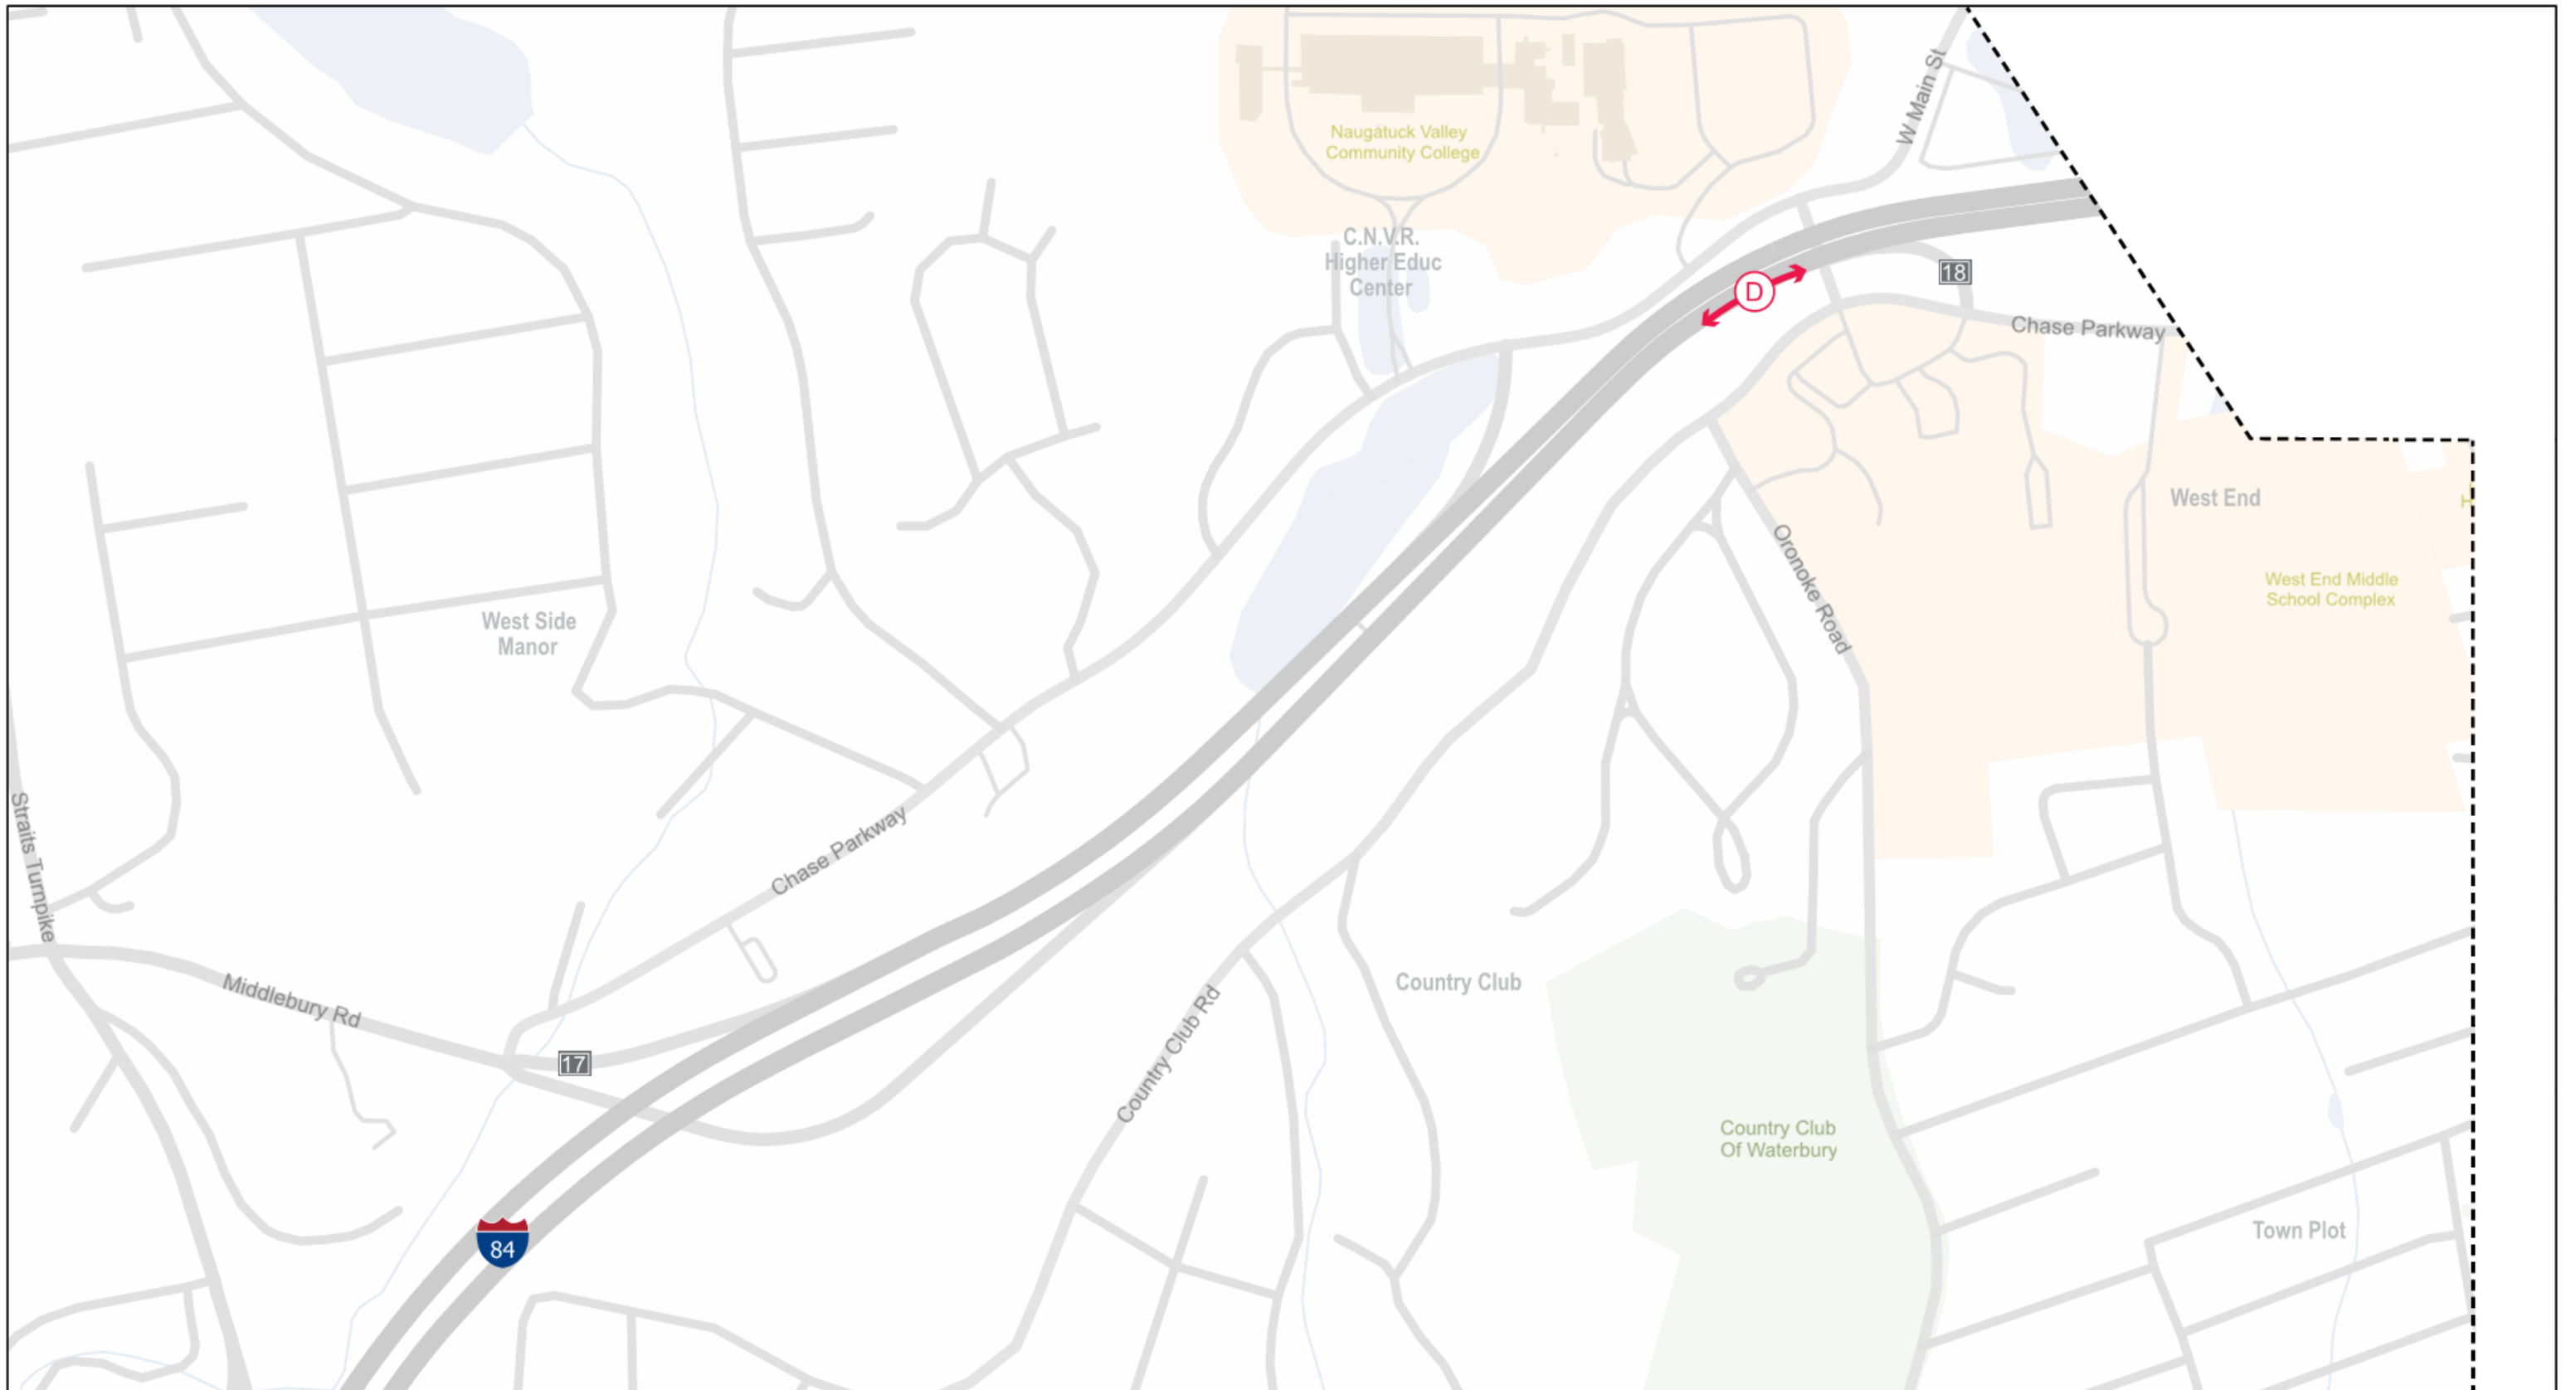 W Main St
Naugatuck Valley
Community College
C.N.V.R.
Higher Educ
Center
D
18
Chase Parkway
West End
H
Oronoke Road
West End Middle
School Complex
West Side
Manor
Straits Turnpike
Chase Parkway
Middlebury Rd
17
Country Club Rd
Country Club
Country Club
Of Waterbury
84
Town Plot